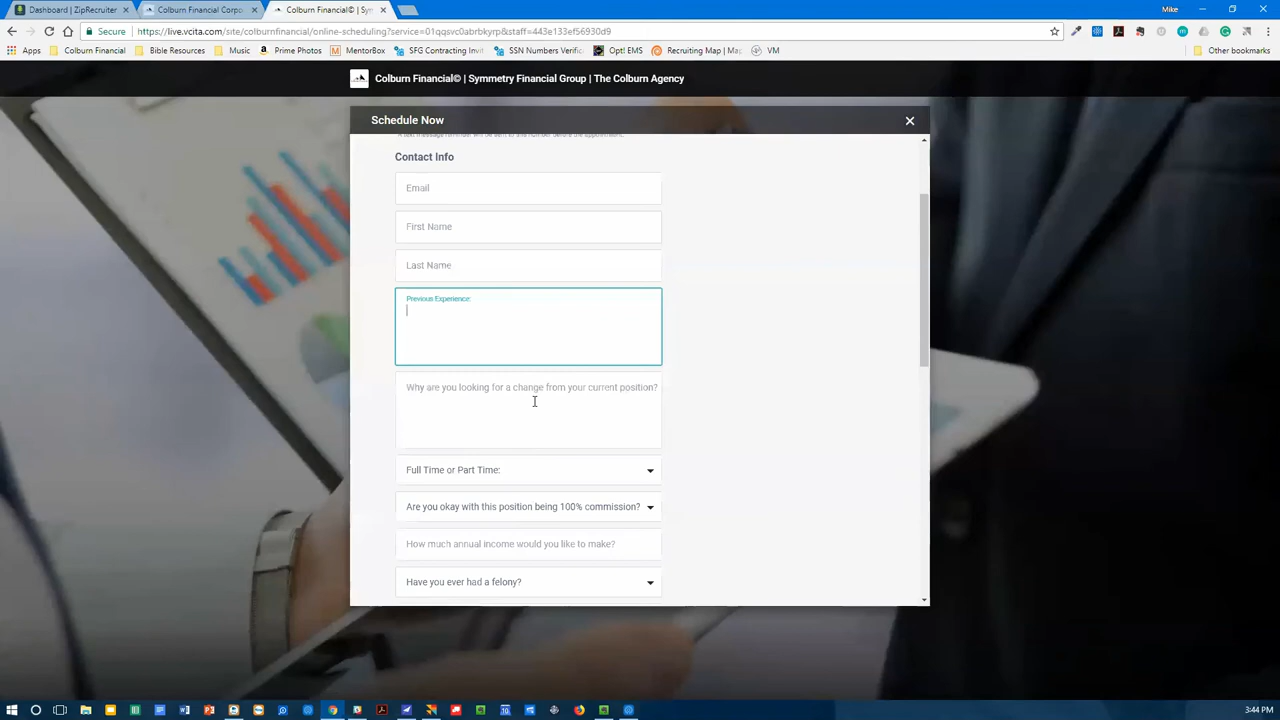 Dashboard | ZipRecruiter
Colburn Financial Corpo
Colburn Financial© | Sym
Mike
Secure
https://live.vcita.com/site/colburnfinancial/online-scheduling?service=01qqsvc0abrbkyrp&staff=443e133ef56930d9
Apps
Colburn Financial
Bible Resources
Music
Prime Photos
MentorBox
SFG Contracting Inv
SSN Numbers Verific
Opt! EMS
Recruiting Map | Ma
VM
Other bookmarks
Colburn Financial© | Symmetry Financial Group | The Colburn Agency
Schedule Now
Contact Info
Email
First Name
Last Name
Previous Experience:
Why are you looking for a change from your current position?
Full Time or Part Time:
Are you okay with this position being 100% commission?
How much annual income would you like to make?
Have you ever had a felony?
3:44 PM